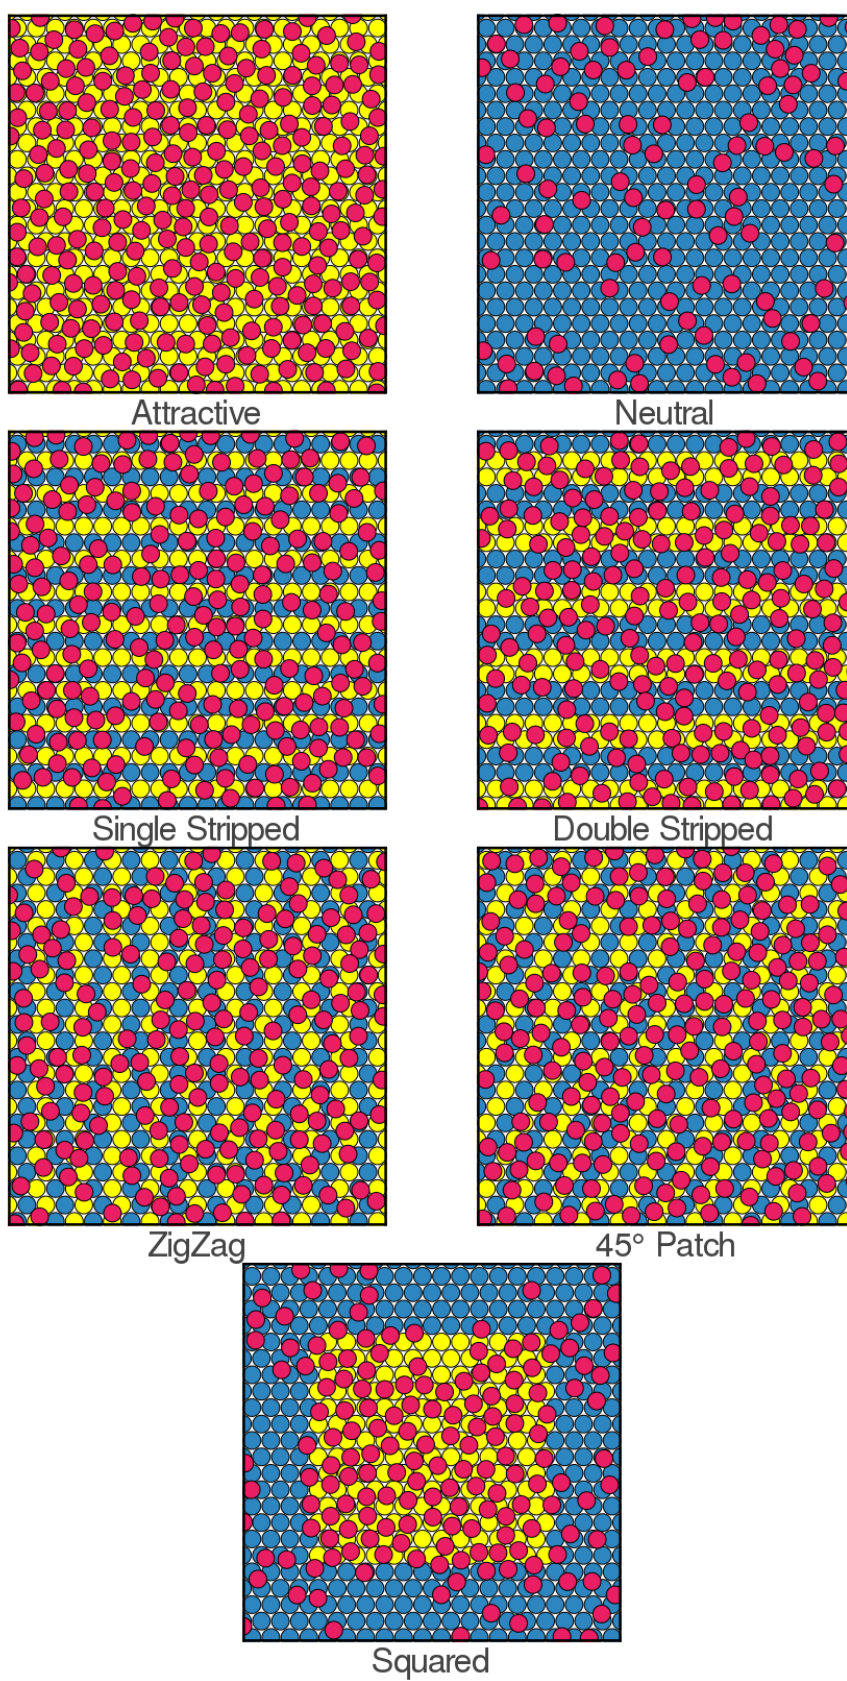 Attractive
Neutral
Single Stripped
Double Stripped
ZigZag
45° Patch
Squared